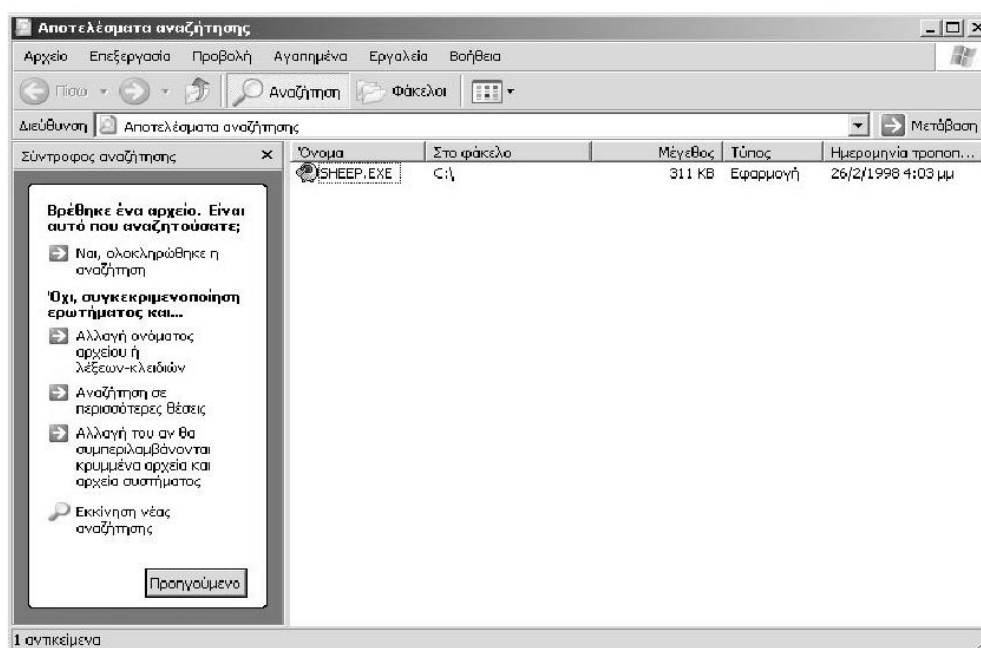 Αποτελέσματα αναζήτησης
Αρχείο Επεξεργασία Προβολή Αγαπημένα Εργαλεία Βοήθεια
Πίσω Αναζήτηση Φάκελοι
Διεύθυνση Αποτελέσματα αναζήτησης Μετάβαση
Σύντροφος αναζήτησης
Βρέθηκε ένα αρχείο. Είναι
αυτό που αναζητούσατε;
Ναι, ολοκληρώθηκε η
αναζήτηση
Όχι, συγκεκριμενοποίηση
ερωτήματος και...
Αλλαγή ονόματος
αρχείου ή
λέξεων-κλειδιών
Αναζήτηση σε
περισσότερες θέσεις
Αλλαγή του αν θα
συμπεριλαμβάνονται
κρυμμένα αρχεία και
αρχεία συστήματος
Εκκίνηση νέας
αναζήτησης
Προηγούμενο
Όνομα Στο φάκελο Μέγεθος Τύπος Ημερομηνία τροποπ...
SHEEP.EXE C:\ 311 KB Εφαρμογή 26/2/1998 4:03 μμ
1 αντικείμενα